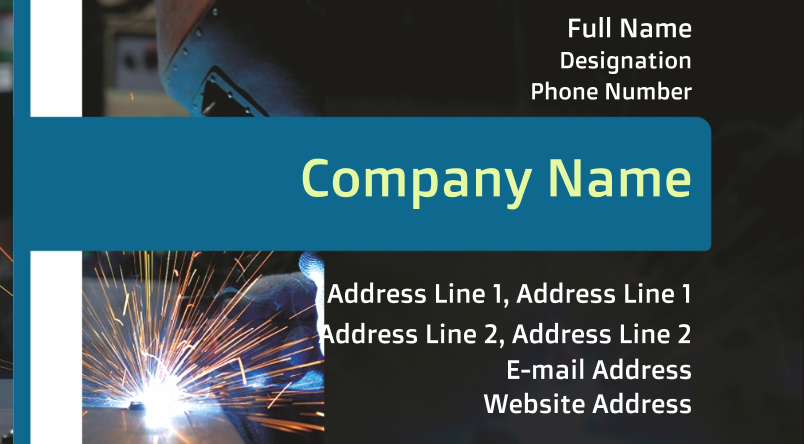 Full Name
Designation
Phone Number
Company Name
Address Line 1, Address Line 1
Address Line 2, Address Line 2
E-mail Address
Website Address